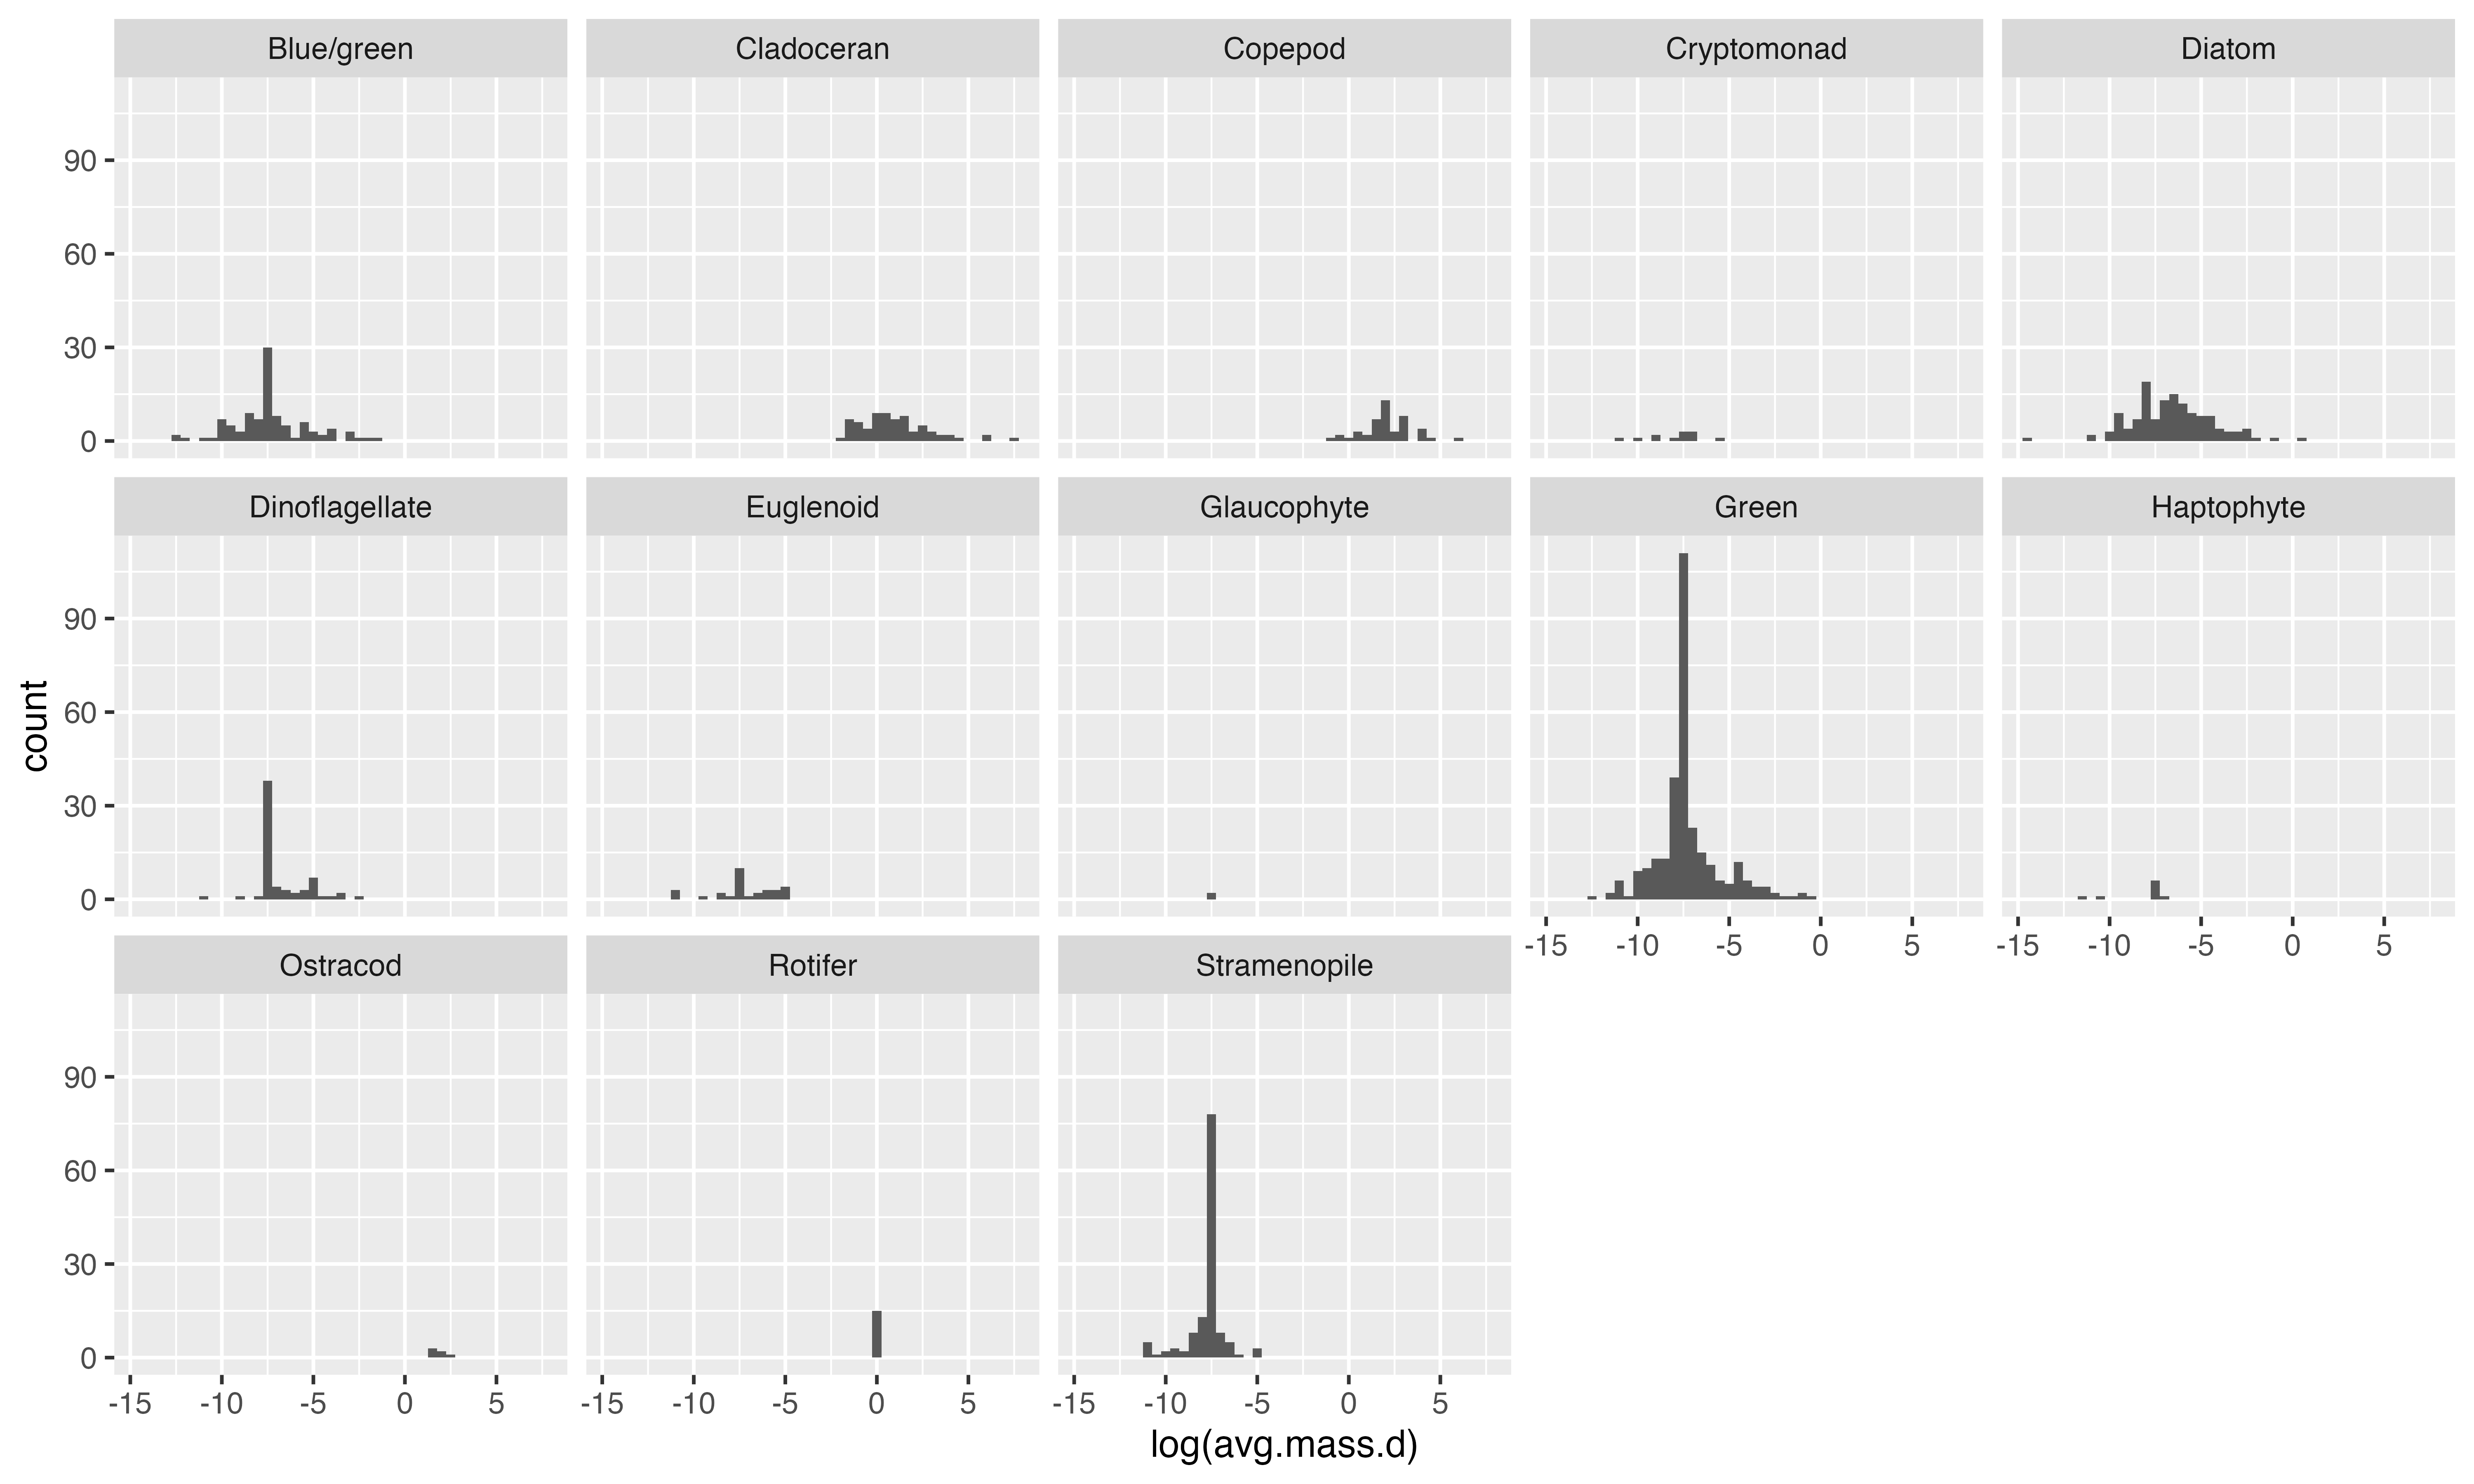 Blue/green Cladoceran Copepod Cryptomonad Diatom
90
60
30
0
Dinoflagellate Euglenoid Glaucophyte Green Haptophyte
90
60
30
0
-15 -10 -5 0 5 -15 -10 -5 0 5
Ostracod Rotifer Stramenopile
90
60
30
0
-15 -10 -5 0 5 -15 -10 -5 0 5 -15 -10 -5 0 5
count
log(avg.mass.d)